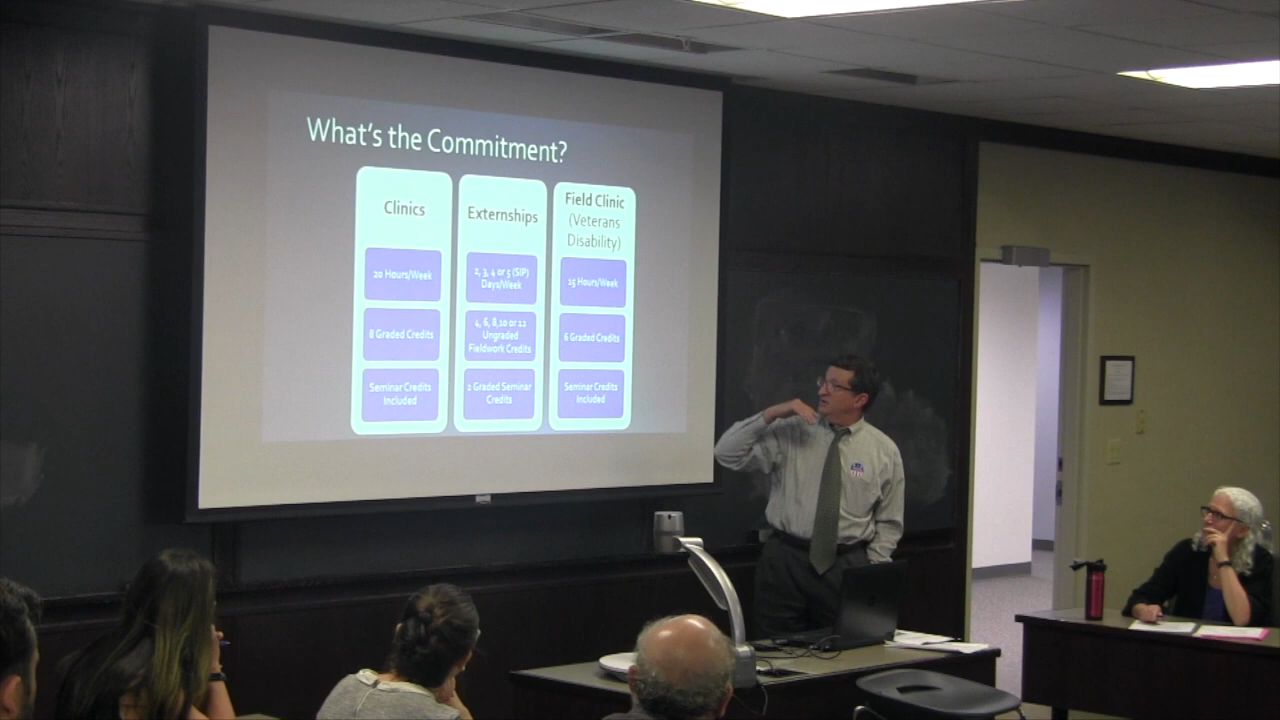 What's the Commitment?
Clinics
20 Hours/Week
8 Graded Credits
Seminar Credits
Included
Externships
2, 3, 4 or 5 (SIP)
Days/Week
4, 6, 8,10 or 12
Ungraded
Fieldwork Credits
2 Graded Seminar
Credits
Field Clinic
(Veterans
Disability)
15 Hours/Week
6 Graded Credits
Seminar Credits
Included